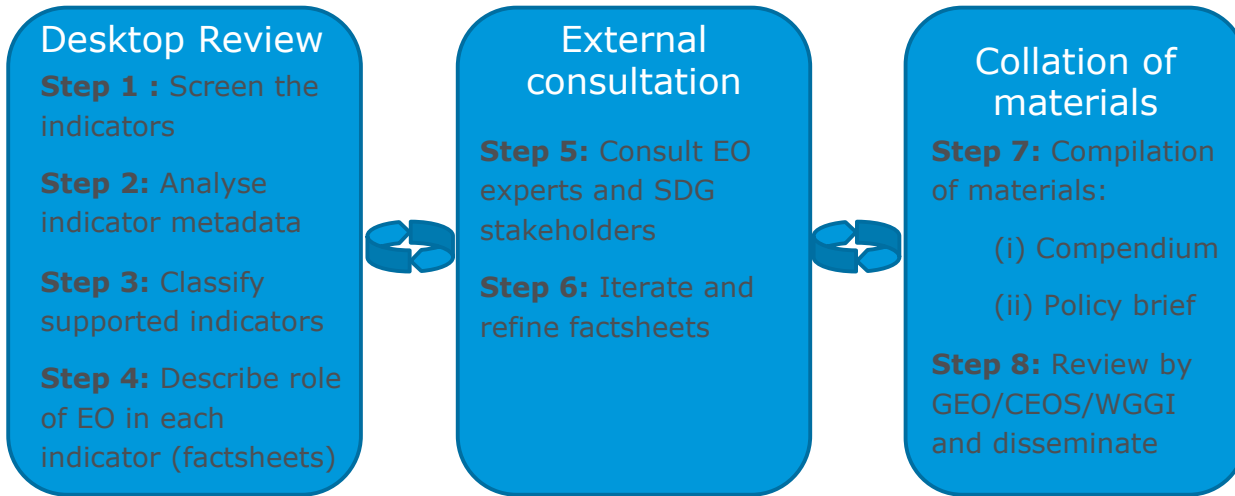 Desktop Review
Step 1 : Screen the
indicators
Step 2: Analyse
indicator metadata
Step 3: Classify
supported indicators
Step 4: Describe role
of EO in each
indicator (factsheets)
External
consultation
Step 5: Consult EO
experts and SDG
stakeholders
Step 6: Iterate and
refine factsheets
Collation of
materials
Step 7: Compilation
of materials:
(i) Compendium
(ii) Policy brief
Step 8: Review by
GEO/CEOS/WGGI
and disseminate